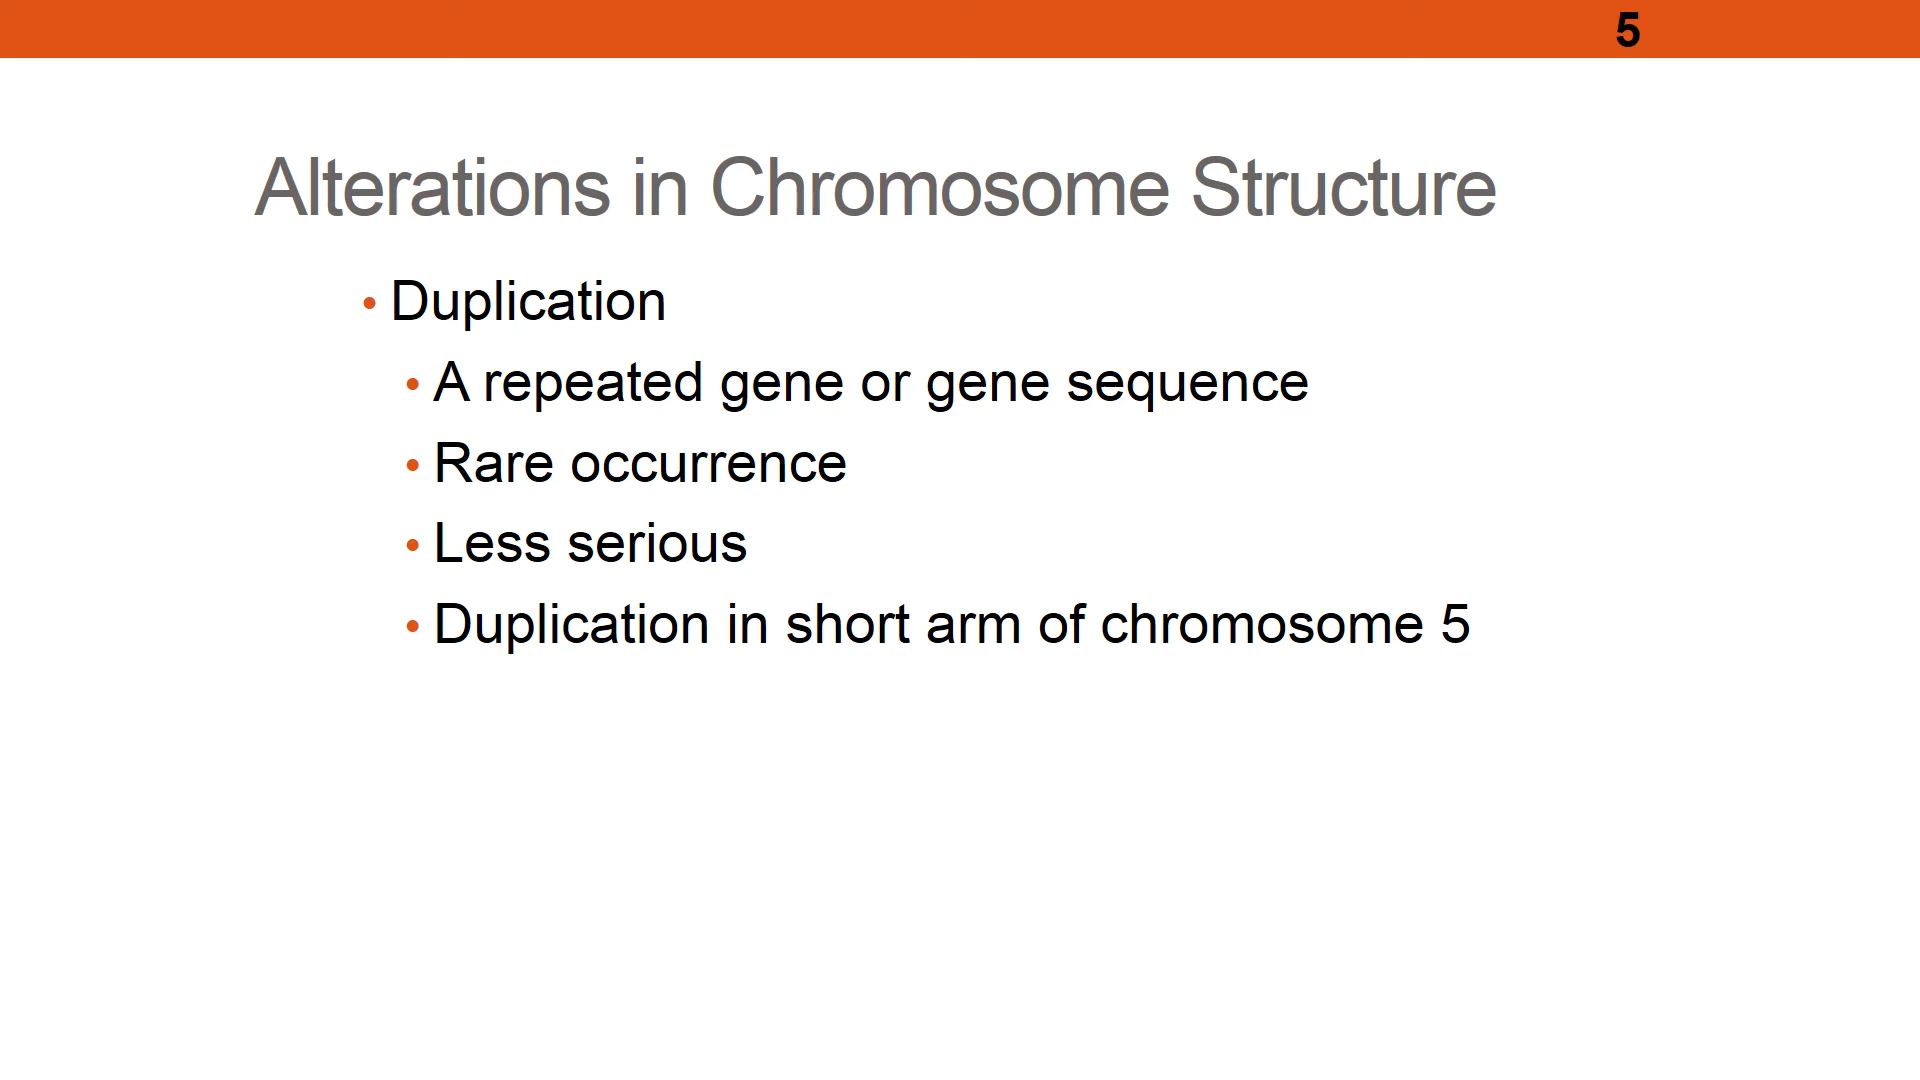 5
Alterations in Chromosome Structure
• Duplication
• A repeated gene or gene sequence
• Rare occurrence
• Less serious
• Duplication in short arm of chromosome 5